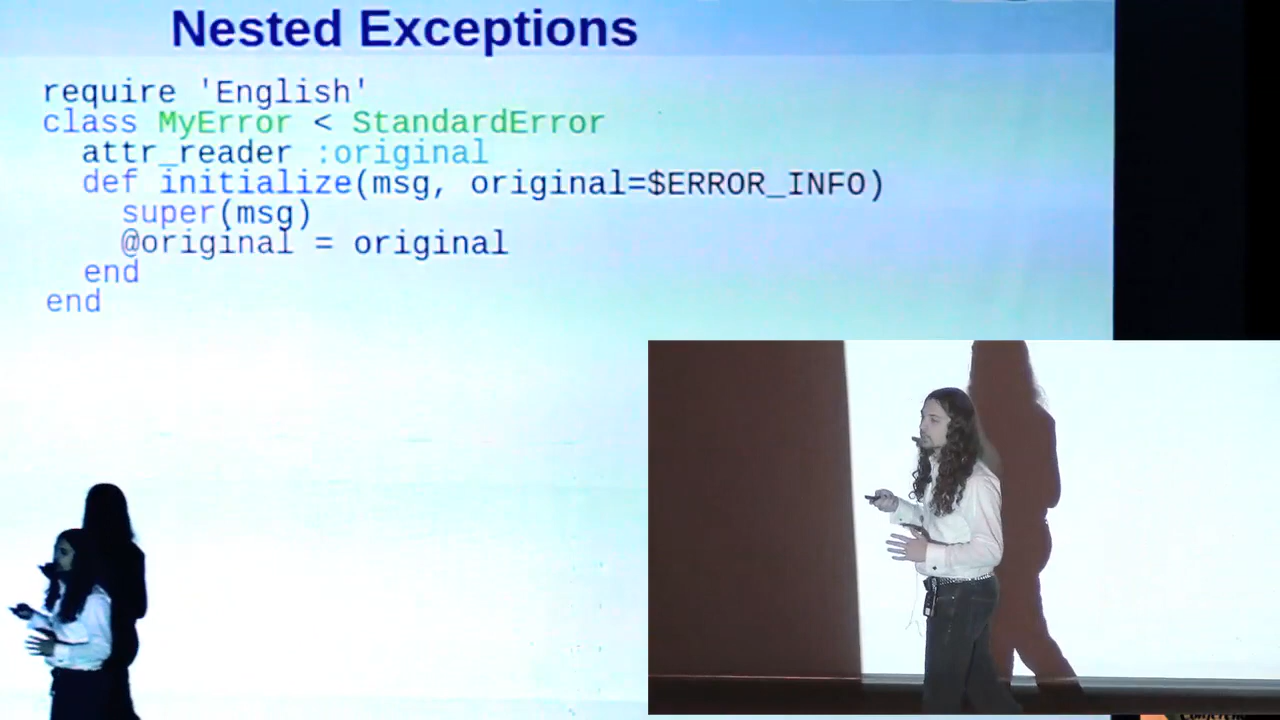 Nested Exceptions
require 'English'
class MyError < StandardError
attr_reader :original
def initialize(msg, original=$ERROR_INFO)
super(msg)
@original = original
end
end